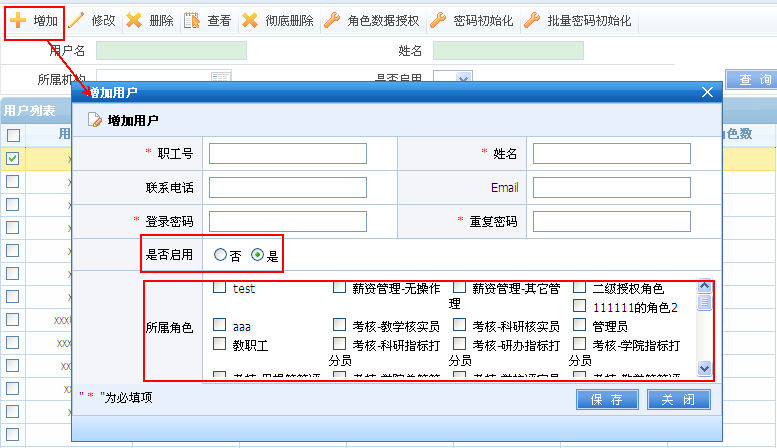 增加 修改 删除 查看 彻底删除 角色数据授权 密码初始化 批量密码初始化
用户名 姓名
所属机构 是否启用 查 询
增加用户
用户列表
增加用户
用 角色数
* 职工号 * 姓名
联系电话 Email
* 登录密码 * 重复密码
是否启用 否 是
test 薪资管理-无操作 薪资管理-其它管理 二级授权角色
111111的角色2
所属角色
aaa 考核-教学核实员 考核-科研核实员 管理员
教职工 考核-科研指标打分员 考核-研办指标打分员 考核-学院指标打分员
" * "为必填项 保 存 关 闭